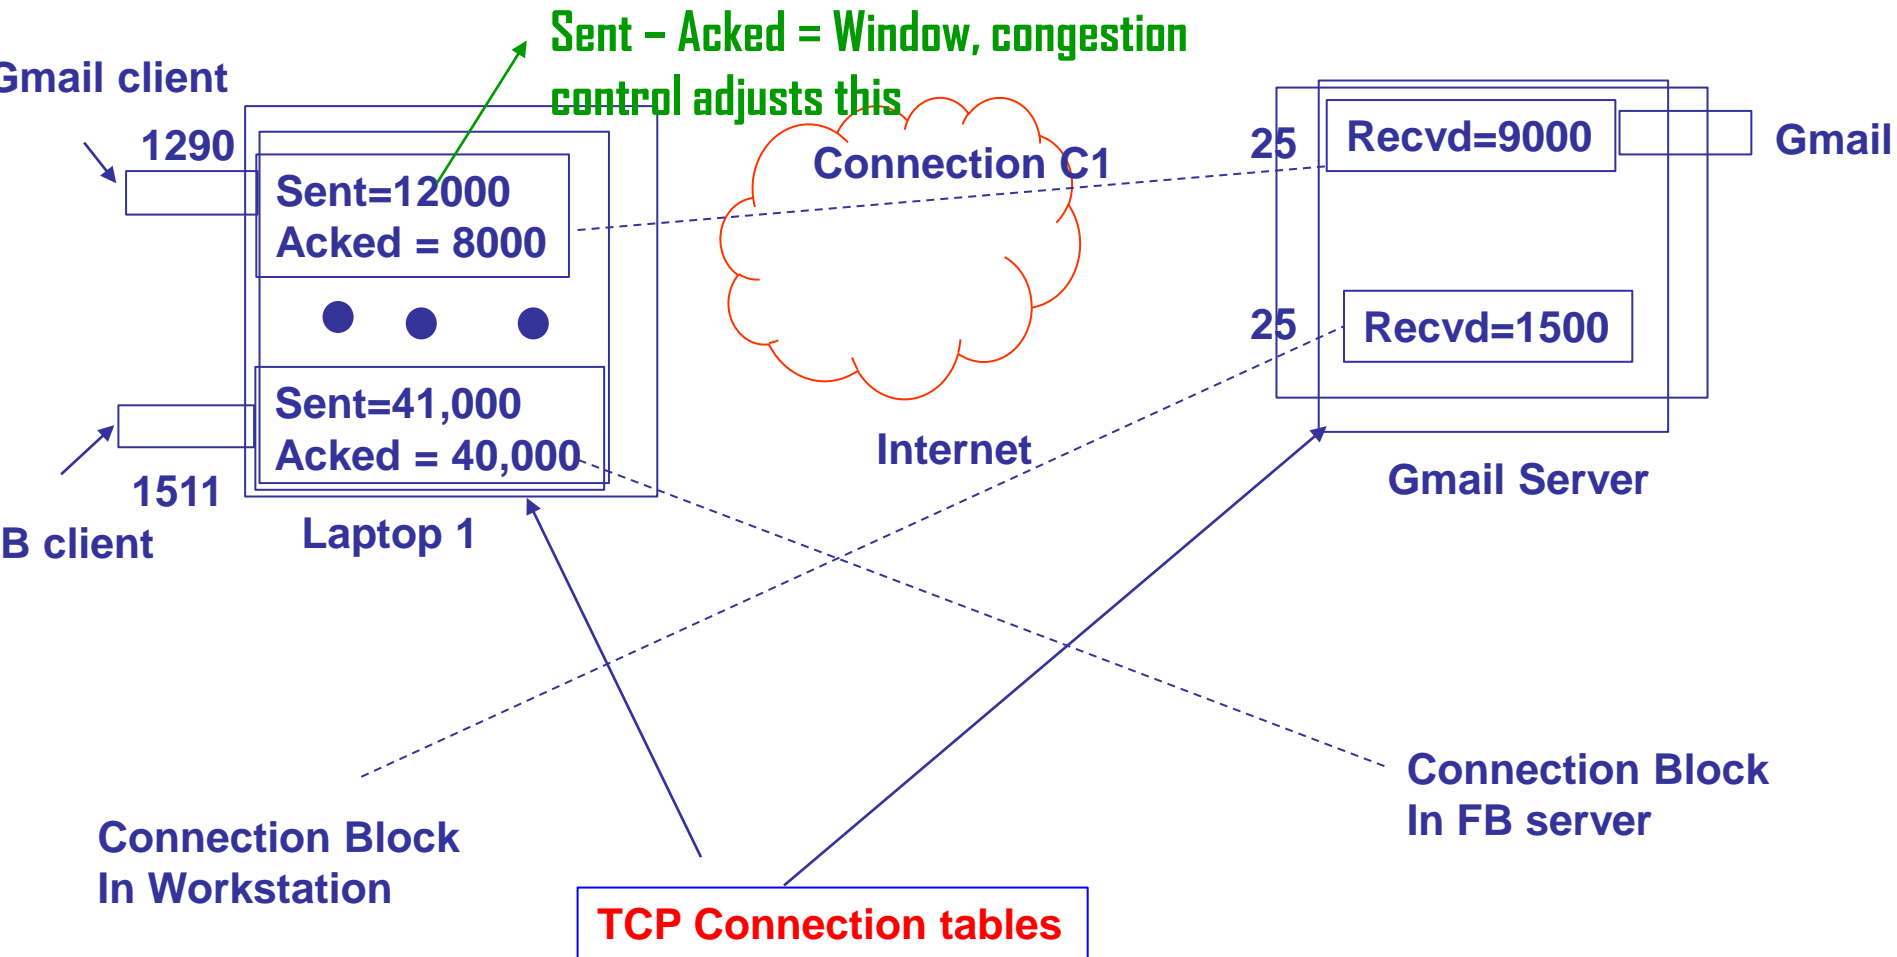 Sent – Acked = Window, congestion
control adjusts this
Gmail client
1290
Sent=12000
Acked = 8000
Connection C1
25
Recvd=9000
Gmail
25
Recvd=1500
Sent=41,000
Acked = 40,000
1511
B client
Laptop 1
Internet
Gmail Server
Connection Block
In FB server
Connection Block
In Workstation
TCP Connection tables